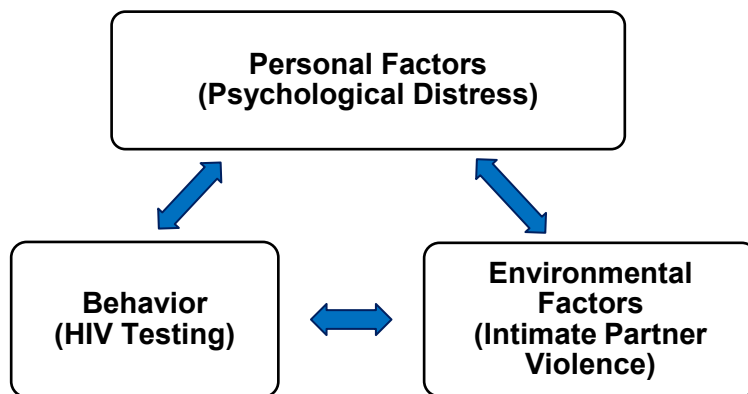 Personal Factors
(Psychological Distress)
Behavior
(HIV Testing)
Environmental
Factors
(Intimate Partner
Violence)